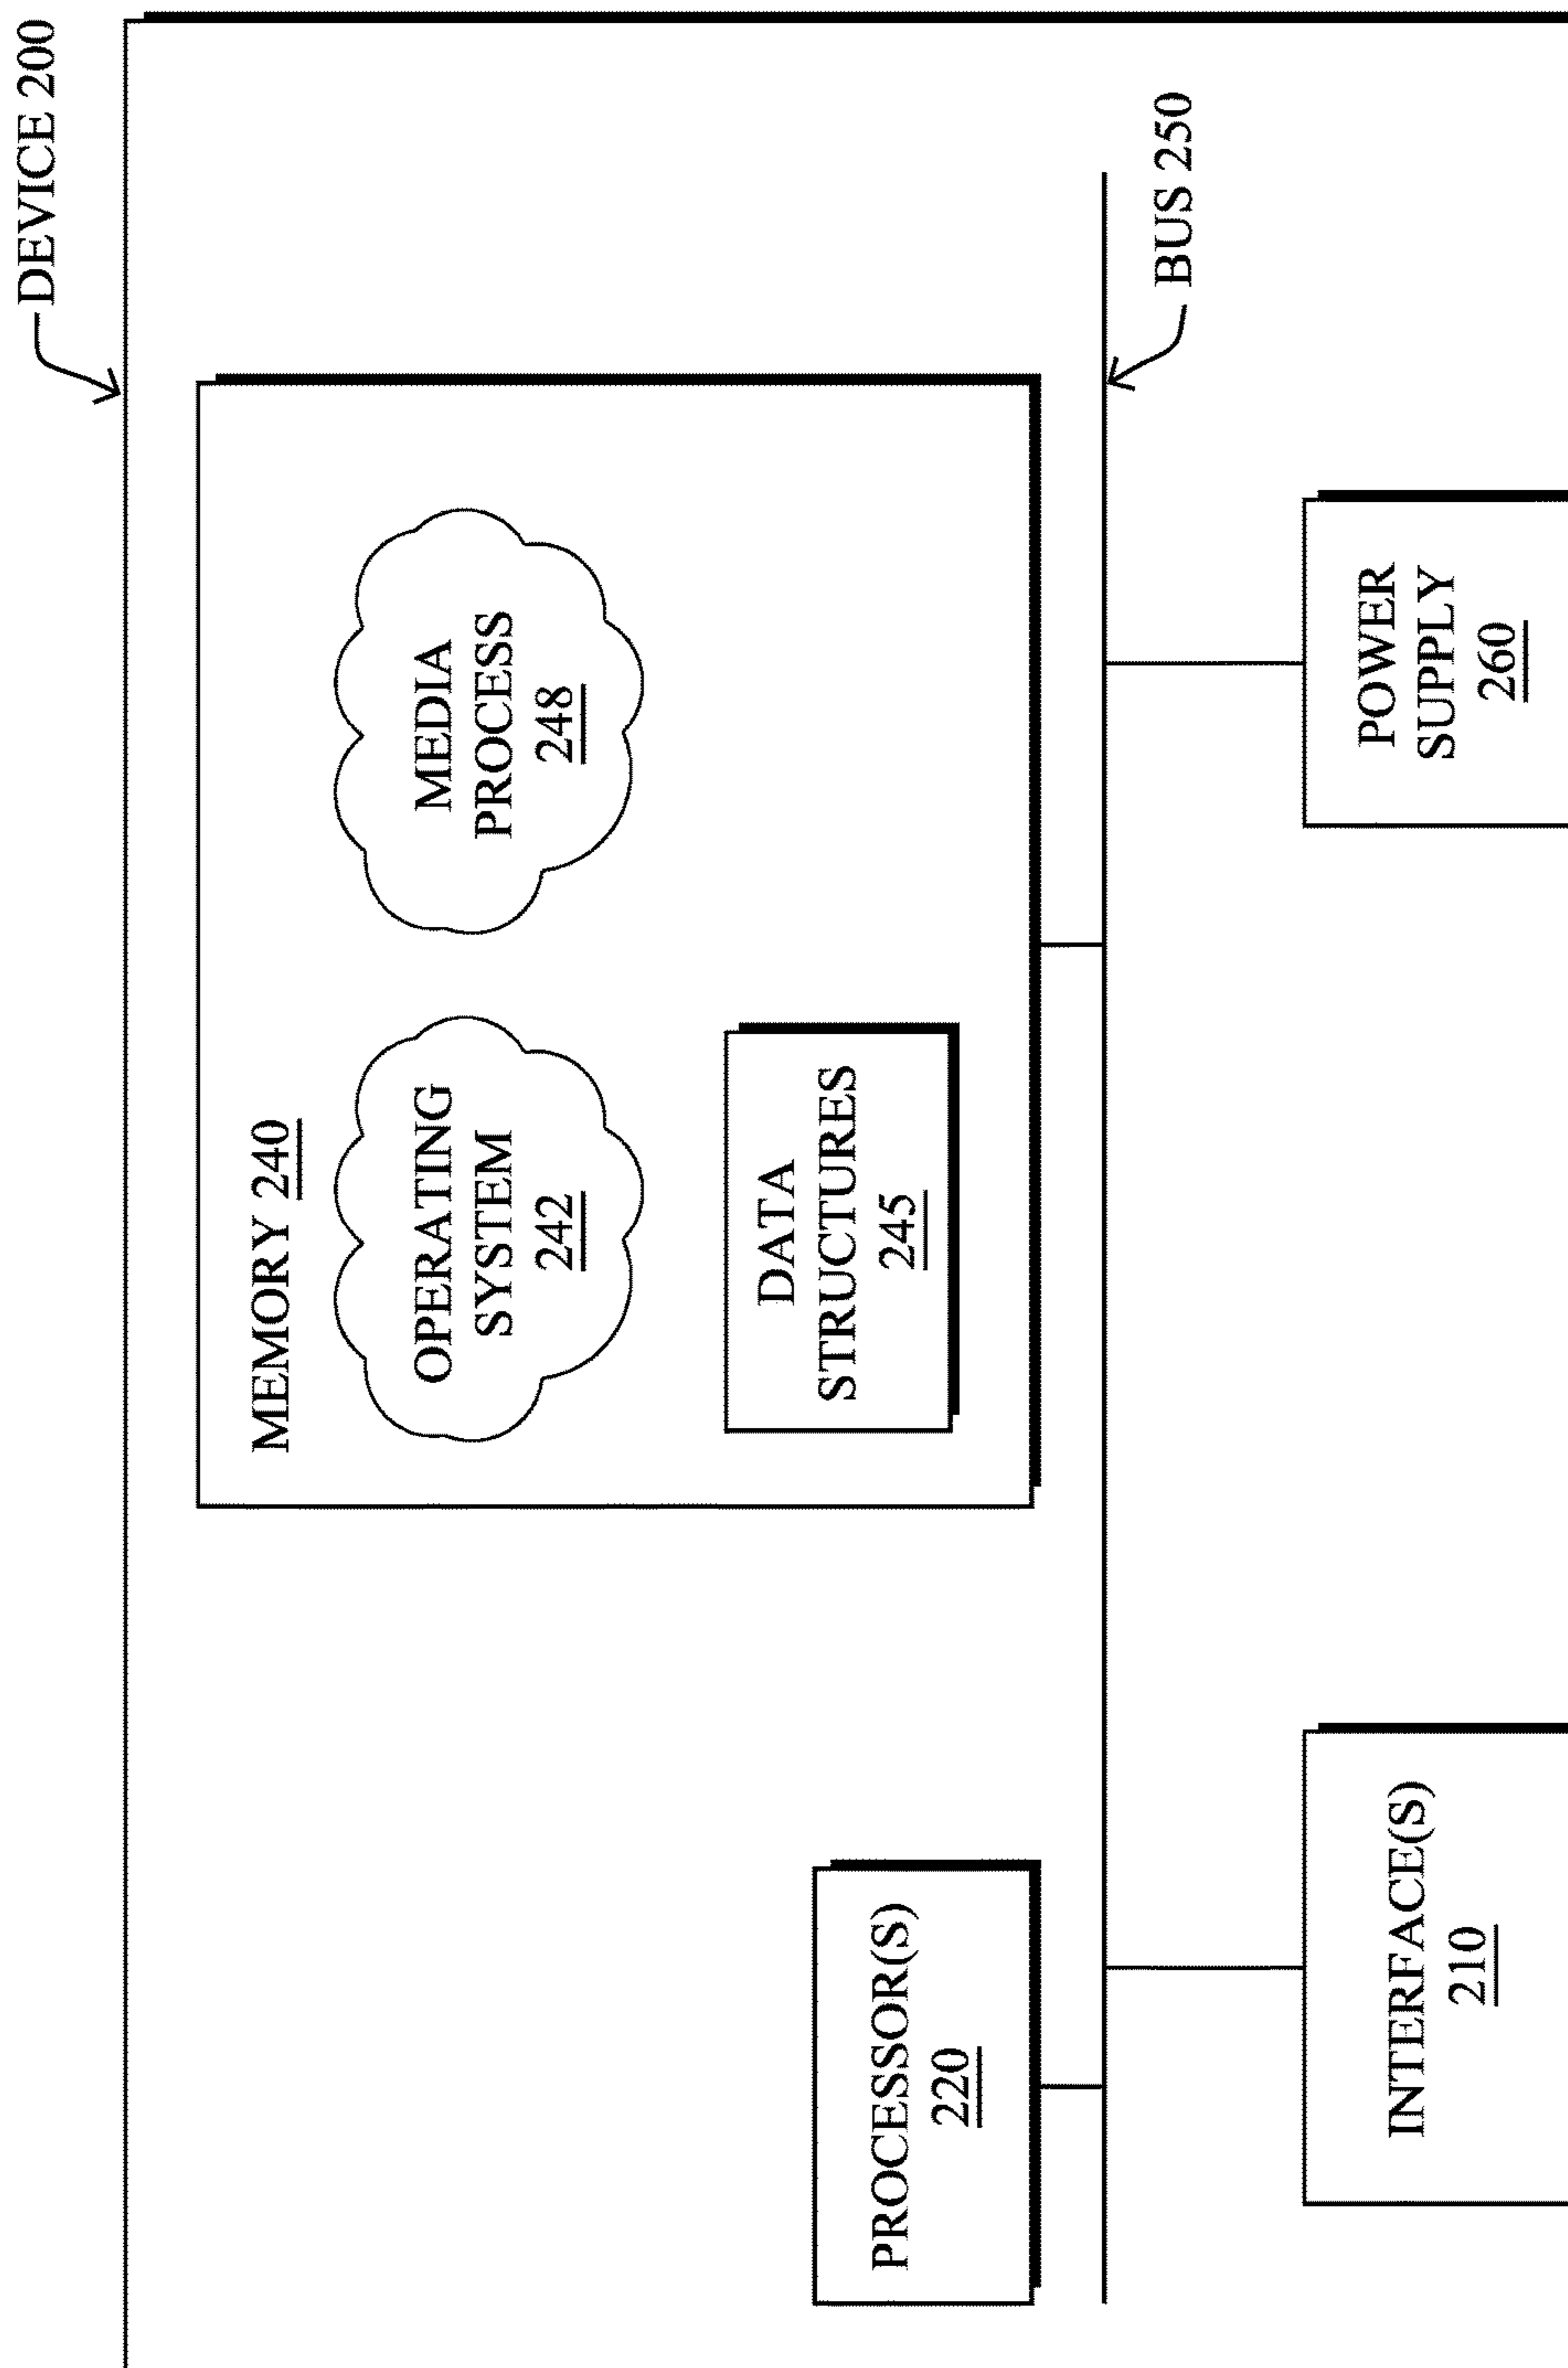 DEVICE 200
MEMORY 240
OPERATING
SYSTEM
242
MEDIA
PROCESS
248
DATA
STRUCTURES
245
PROCESSOR(S)
220
BUS 250
INTERFACE(S)
210
POWER
SUPPLY
260